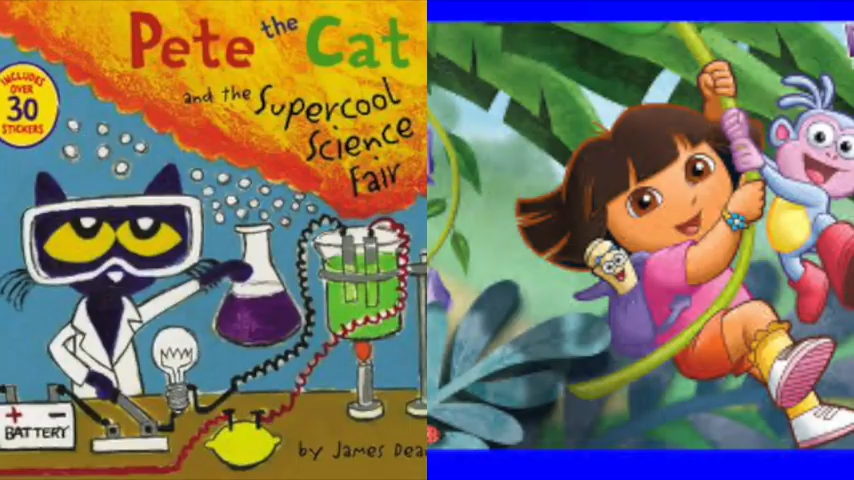 Pete the Cat
and the Supercool
Science
Fair
INCLUDES
OVER
30
STICKERS
+ -
BATTERY
by James Dea